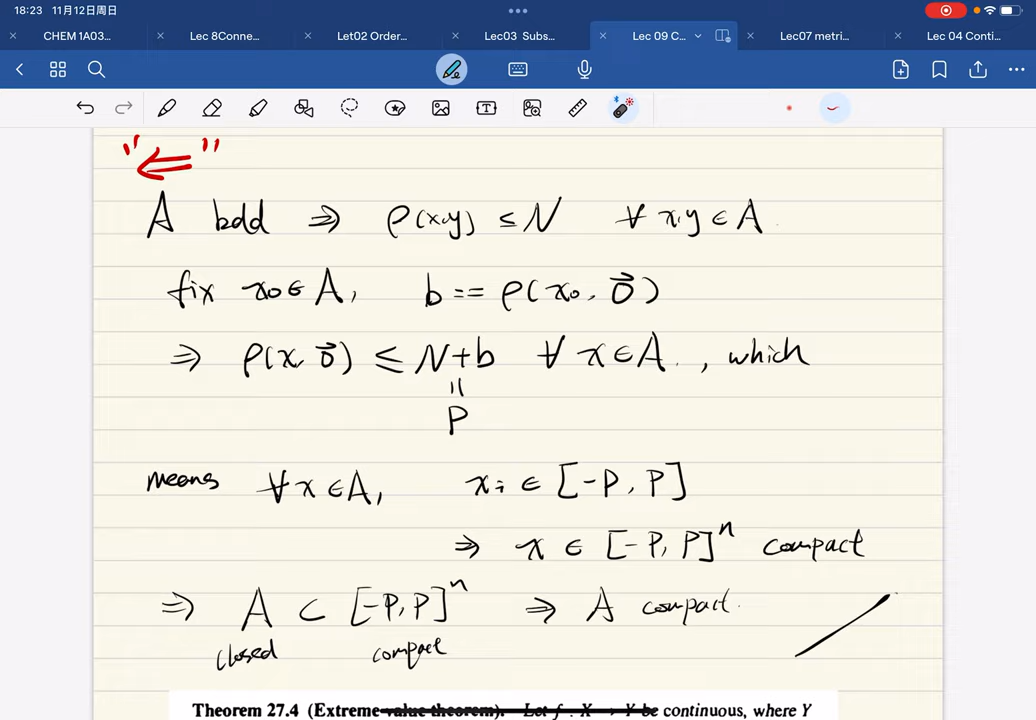 18:23 11月12日周日
CHEM 1A03... Lec 8Conne... Let02 Order... Lec03 Subs... Lec 09 C... Lec07 metri... Lec 04 Conti...
"⇐"
A bdd ⇒ ρ(x,y) ≤ N ∀ x,y ∈ A.
fix x₀ ∈ A, b == ρ(x₀, 0⃗)
⇒ ρ(x, 0⃗) ≤ N+b ∀ x ∈ A., which
||
P
means ∀ x ∈ A, xᵢ ∈ [-P, P]
⇒ x ∈ [-P, P]ⁿ compact
⇒ A ⊂ [-P, P]ⁿ ⇒ A compact.
closed compact
Theorem 27.4 (Extreme value theorem). Let f : X → Y be continuous, where Y